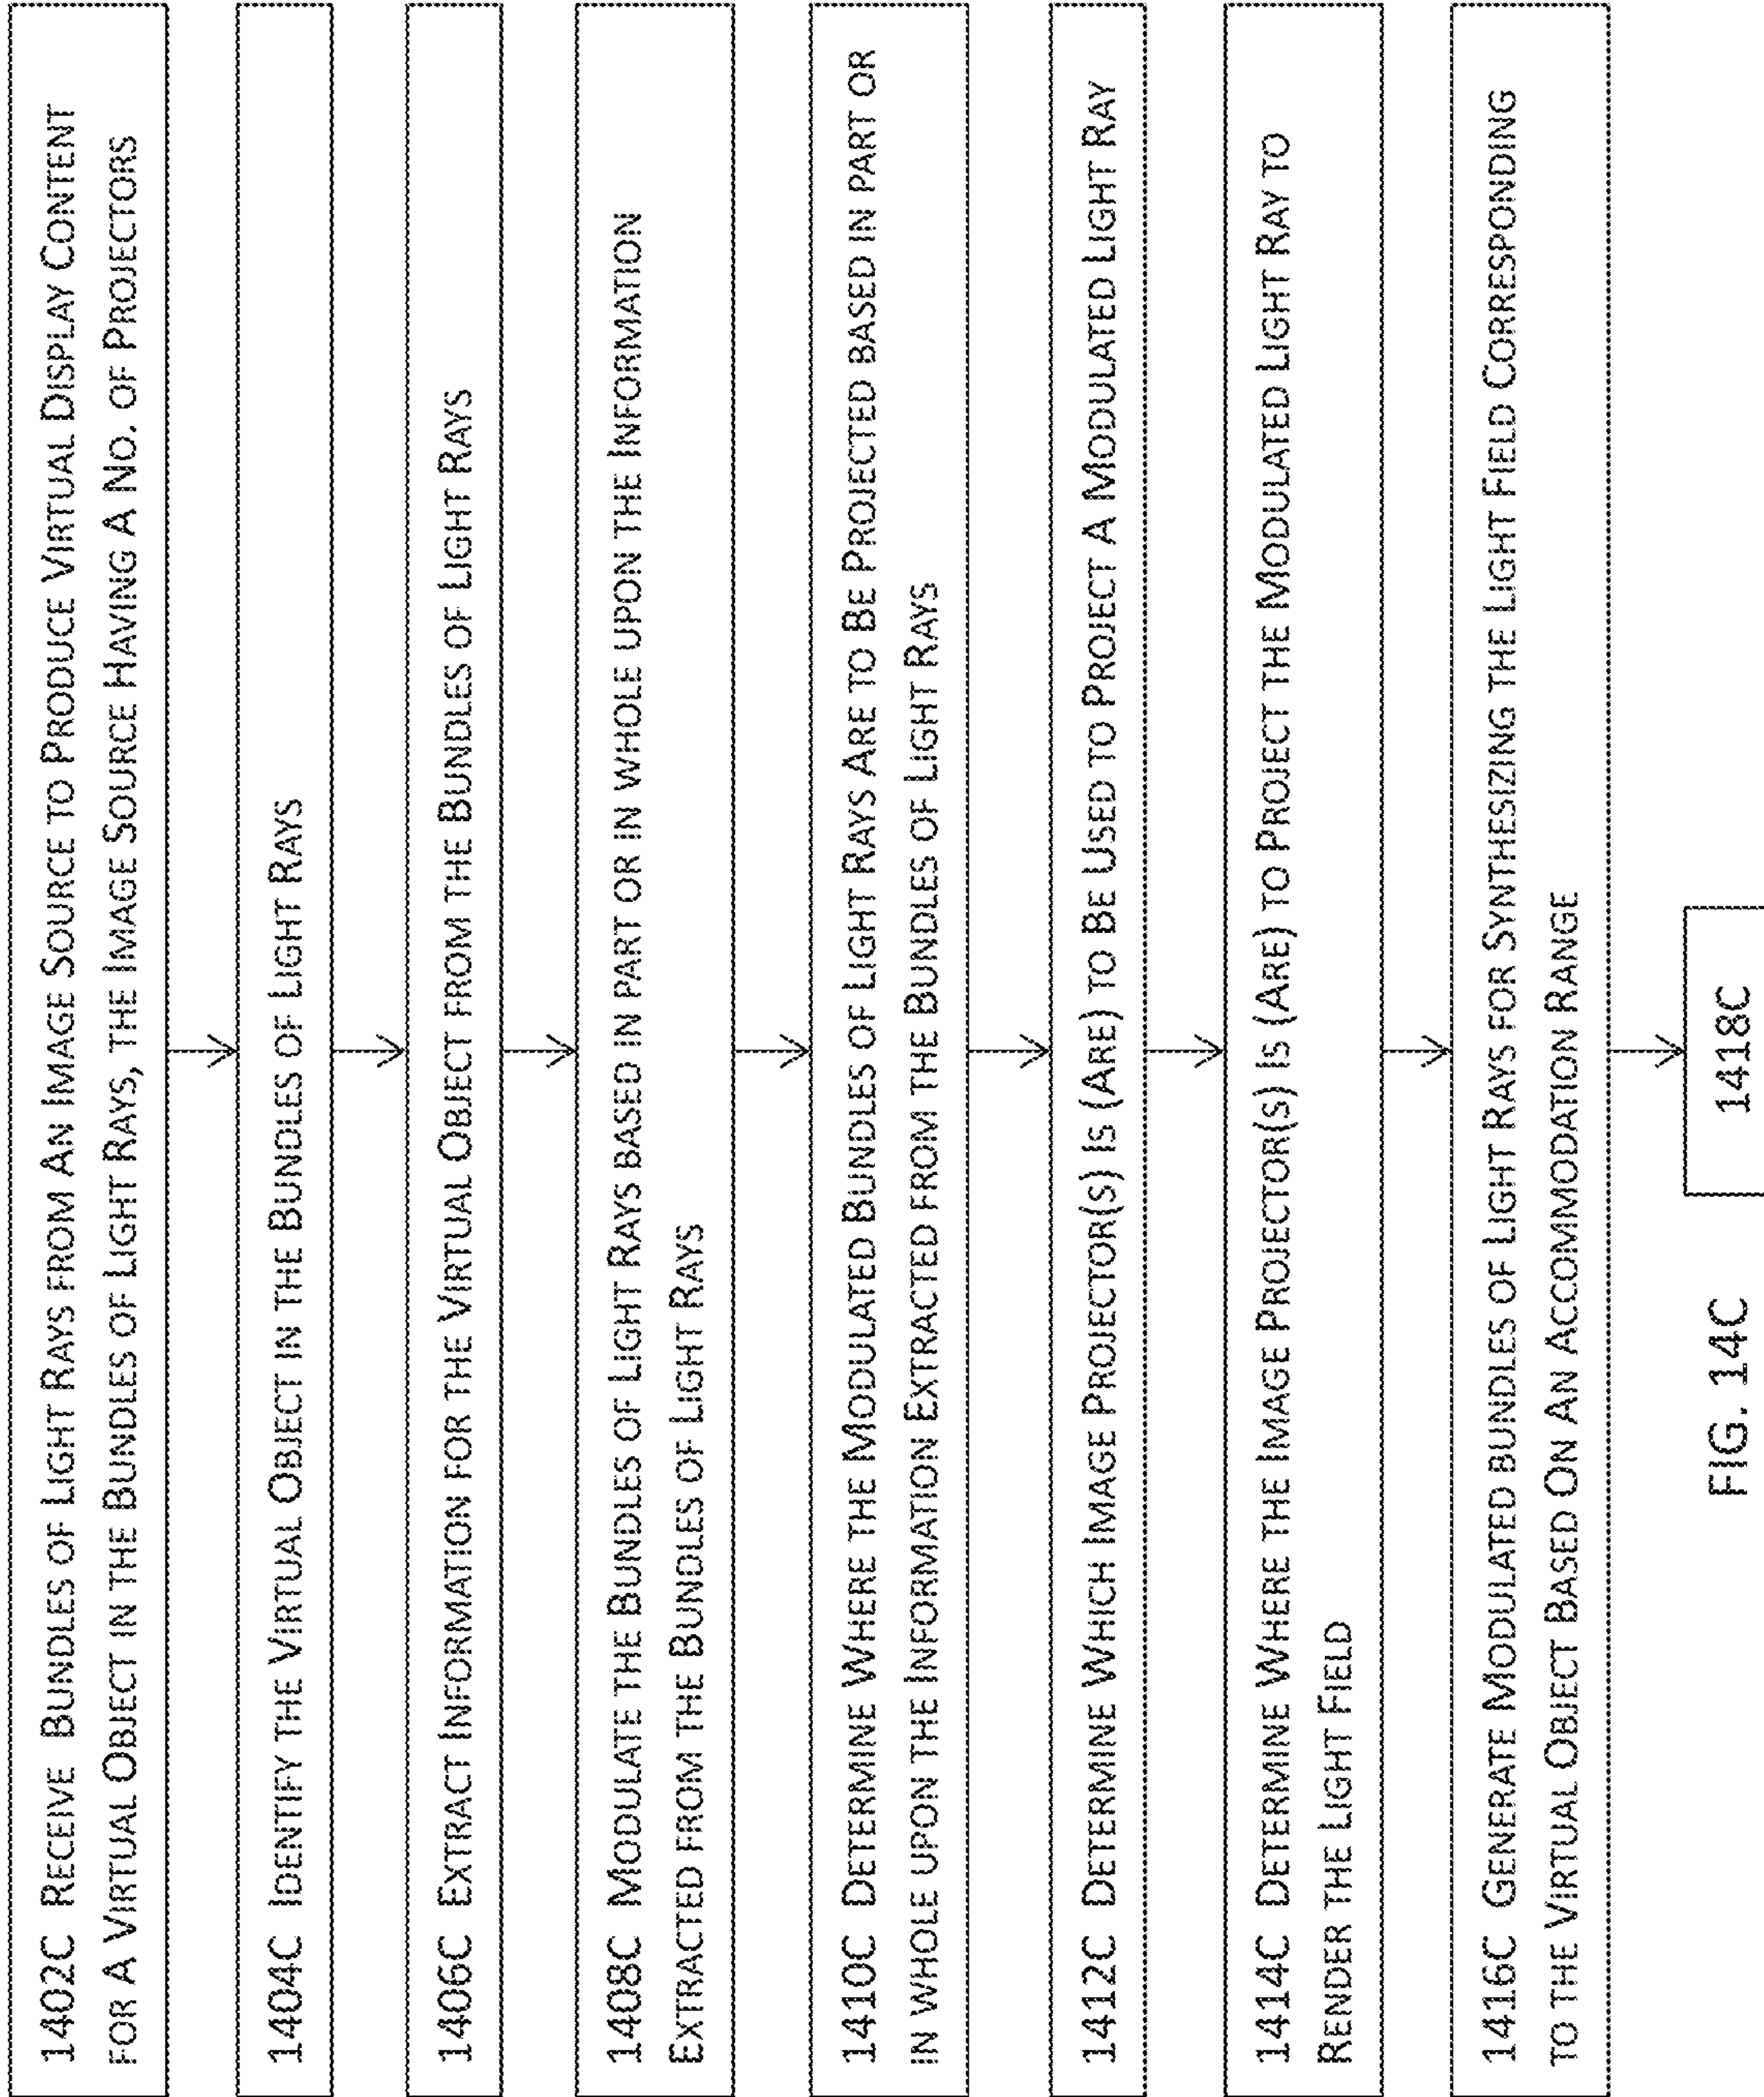 1402C Receive Bundles of Light Rays from An Image Source to Produce Virtual Display Content
for A Virtual Object in the Bundles of Light Rays, the Image Source Having A No. of Projectors
1404C Identify the Virtual Object in the Bundles of Light Rays
1406C Extract Information for the Virtual Object from the Bundles of Light Rays
1408C Modulate the Bundles of Light Rays based in part or in whole upon the Information
Extracted from the Bundles of Light Rays
1410C Determine Where the Modulated Bundles of Light Rays Are to Be Projected based in part or
in whole upon the Information Extracted from the Bundles of Light Rays
1412C Determine Which Image Projector(s) Is (Are) to Be Used to Project A Modulated Light Ray
1414C Determine Where the Image Projector(s) Is (Are) to Project the Modulated Light Ray to
Render the Light Field
1416C Generate Modulated bundles of Light Rays for Synthesizing the Light Field Corresponding
to the Virtual Object Based On An Accommodation Range
1418C
FIG. 14C